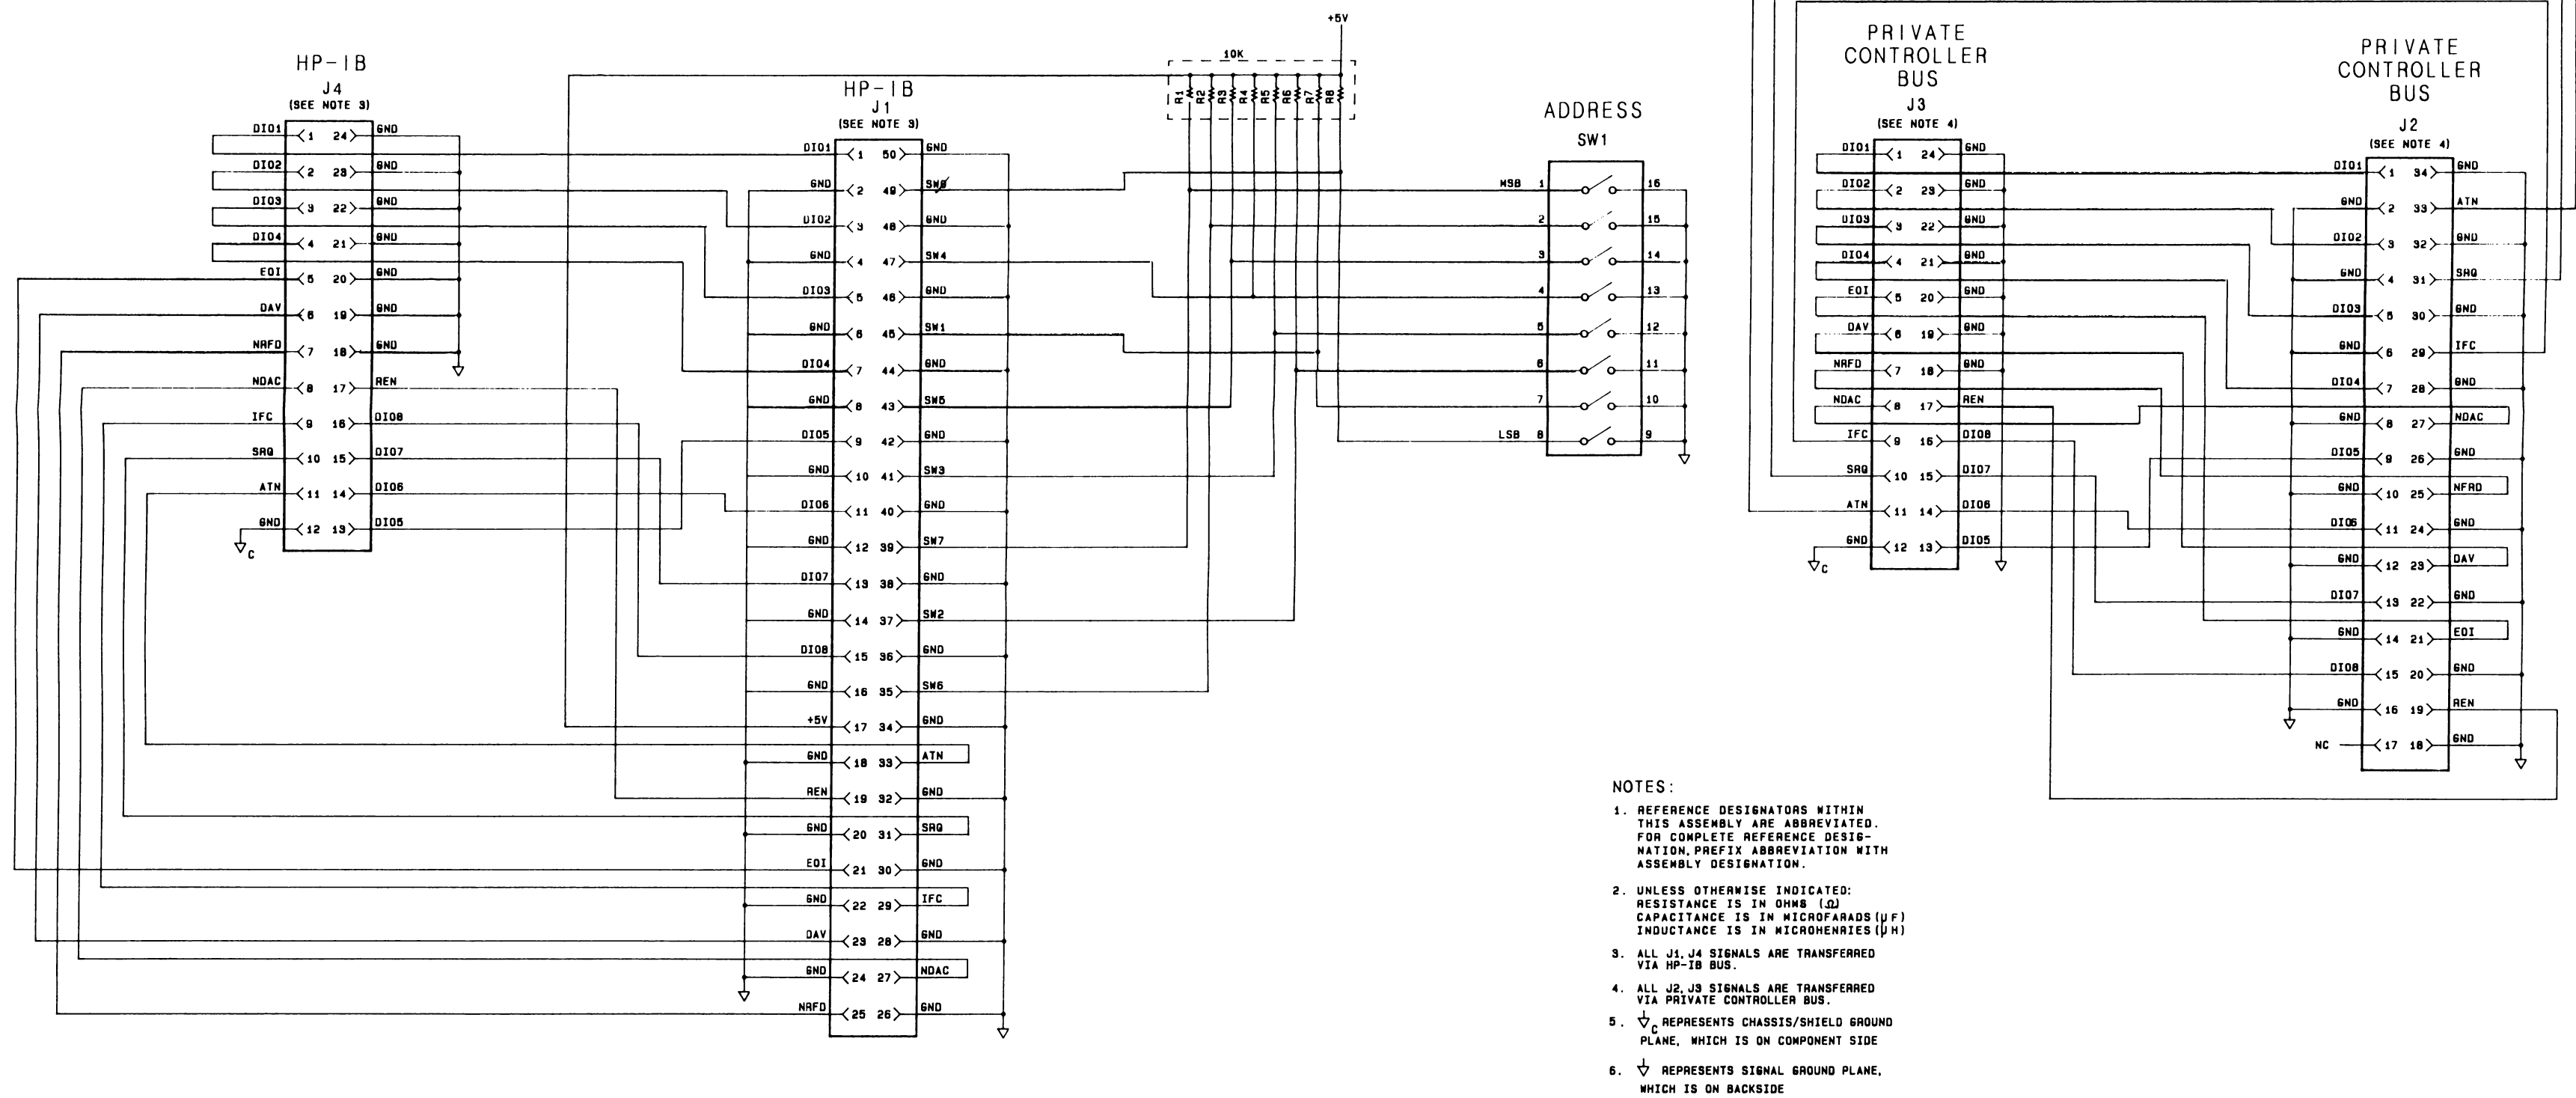 HP-IB
J4
(SEE NOTE 3)
DIO1 1 24 GND
DIO2 2 23 GND
DIO3 3 22 GND
DIO4 4 21 GND
EOI 5 20 GND
DAV 6 19 GND
NRFD 7 18 GND
NDAC 8 17 REN
IFC 9 16 DIO8
SRQ 10 15 DIO7
ATN 11 14 DIO6
GND 12 13 DIO5
C
HP-IB
J1
(SEE NOTE 3)
DIO1 1 50 GND
GND 2 49 SW0
DIO2 3 48 GND
GND 4 47 SW4
DIO3 5 46 GND
GND 6 45 SW1
DIO4 7 44 GND
GND 8 43 SW5
DIO5 9 42 GND
GND 10 41 SW3
DIO6 11 40 GND
GND 12 39 SW7
DIO7 13 38 GND
GND 14 37 SW2
DIO8 15 36 GND
GND 16 35 SW6
+5V 17 34 GND
GND 18 33 ATN
REN 19 32 GND
GND 20 31 SRQ
EOI 21 30 GND
GND 22 29 IFC
DAV 23 28 GND
GND 24 27 NDAC
NRFD 25 26 GND
+5V
10K
R1 R2 R3 R4 R5 R6 R7 R8
ADDRESS
SW1
MSB 1 16
2 15
3 14
4 13
5 12
6 11
7 10
LSB 8 9
PRIVATE
CONTROLLER
BUS
J3
(SEE NOTE 4)
DIO1 1 24 GND
DIO2 2 23 GND
DIO3 3 22 GND
DIO4 4 21 GND
EOI 5 20 GND
DAV 6 19 GND
NRFD 7 18 GND
NDAC 8 17 REN
IFC 9 16 DIO8
SRQ 10 15 DIO7
ATN 11 14 DIO6
GND 12 13 DIO5
C
PRIVATE
CONTROLLER
BUS
J2
(SEE NOTE 4)
DIO1 1 34 GND
GND 2 33 ATN
DIO2 3 32 GND
GND 4 31 SRQ
DIO3 5 30 GND
GND 6 29 IFC
DIO4 7 28 GND
GND 8 27 NDAC
DIO5 9 26 GND
GND 10 25 NFRD
DIO6 11 24 GND
GND 12 23 DAV
DIO7 13 22 GND
GND 14 21 EOI
DIO8 15 20 GND
GND 16 19 REN
NC 17 18 GND
NOTES:
1. REFERENCE DESIGNATORS WITHIN
THIS ASSEMBLY ARE ABBREVIATED.
FOR COMPLETE REFERENCE DESIG-
NATION, PREFIX ABBREVIATION WITH
ASSEMBLY DESIGNATION.
2. UNLESS OTHERWISE INDICATED:
RESISTANCE IS IN OHMS (Ω)
CAPACITANCE IS IN MICROFARADS (μF)
INDUCTANCE IS IN MICROHENRIES (μH)
3. ALL J1, J4 SIGNALS ARE TRANSFERRED
VIA HP-IB BUS.
4. ALL J2, J3 SIGNALS ARE TRANSFERRED
VIA PRIVATE CONTROLLER BUS.
5. C REPRESENTS CHASSIS/SHIELD GROUND
PLANE, WHICH IS ON COMPONENT SIDE
6. REPRESENTS SIGNAL GROUND PLANE,
WHICH IS ON BACKSIDE